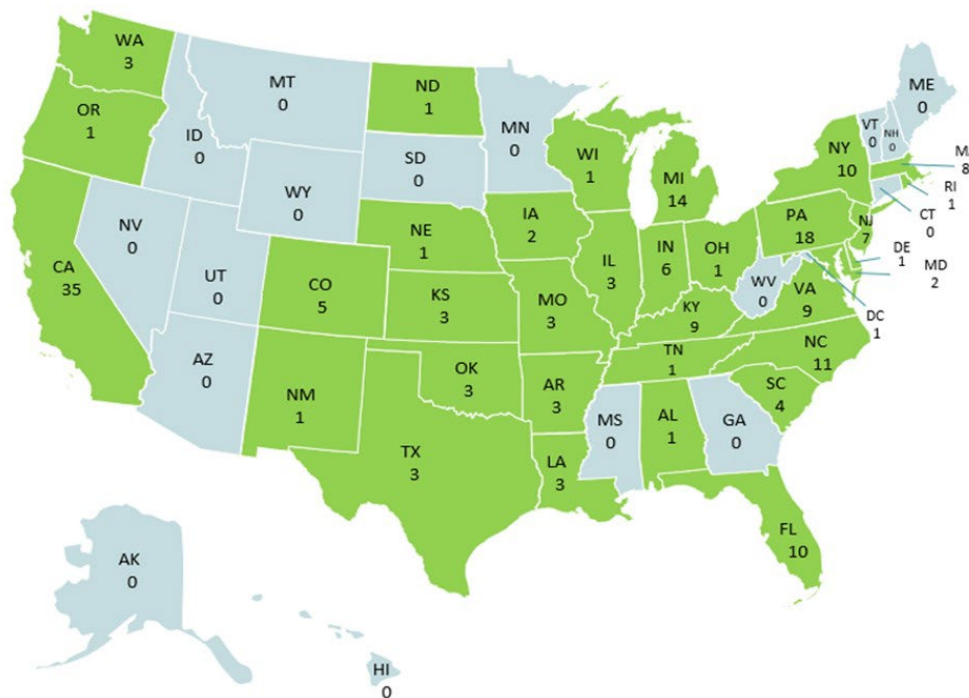 WA
3
MT
0
ND
1
MN
0
ME
0
OR
1
ID
0
SD
0
WI
1
MI
14
VT
0
NH
0
NY
10
M
8
RI
1
CT
0
WY
0
NV
0
UT
0
CA
35
CO
5
NE
1
IA
2
IL
3
IN
6
OH
1
PA
18
NJ
7
DE
1
MD
2
DC
1
WV
0
VA
9
KS
3
MO
3
KY
9
NC
11
TN
1
SC
4
AZ
0
NM
1
OK
3
AR
3
TX
3
LA
3
MS
0
AL
1
GA
0
FL
10
AK
0
HI
0